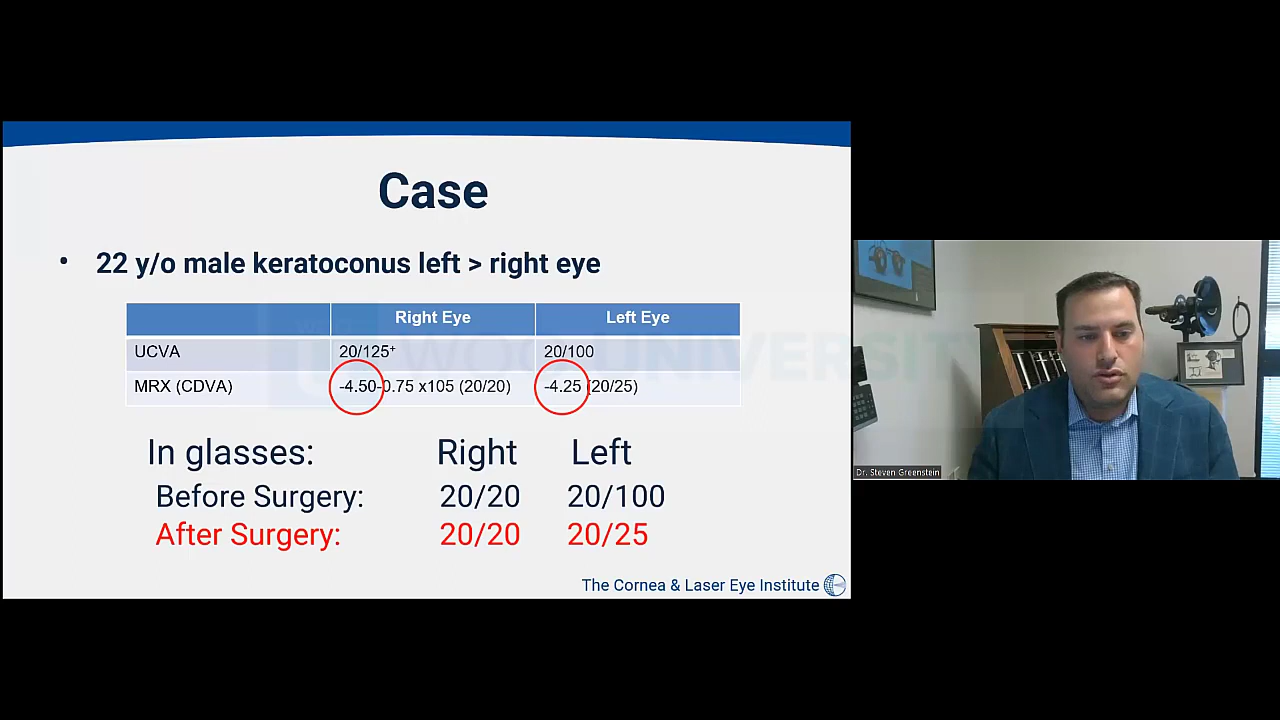 Case
• 22 y/o male keratoconus left > right eye
Right Eye Left Eye
UCVA 20/125⁺ 20/100
MRX (CDVA) -4.50-0.75 x105 (20/20) -4.25 (20/25)
In glasses: Right Left
Before Surgery: 20/20 20/100
After Surgery: 20/20 20/25
The Cornea & Laser Eye Institute
Dr. Steven Greenstein
UNIVERSITY